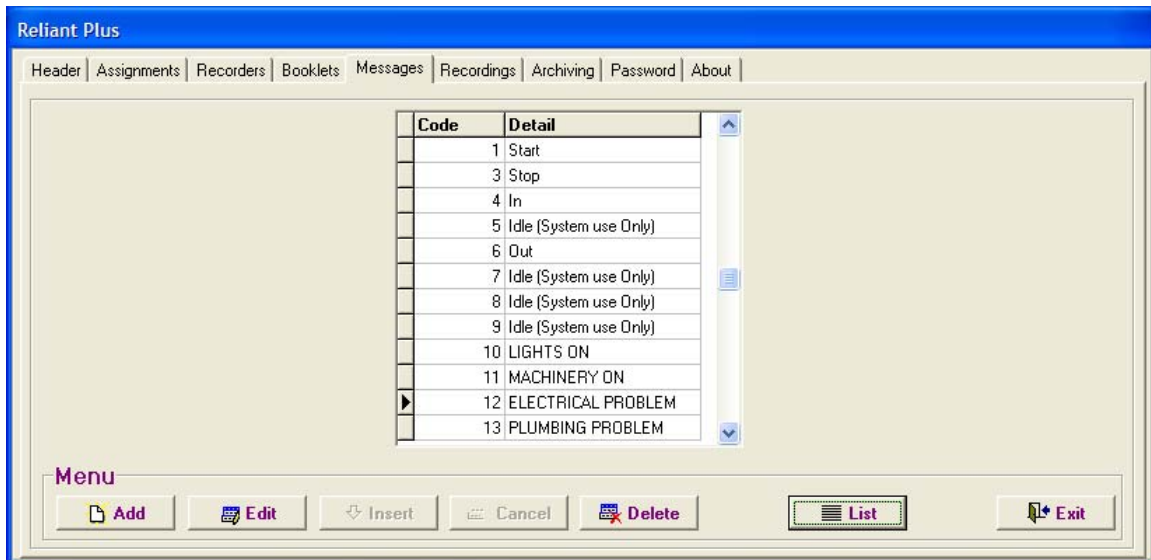 Reliant Plus
Header Assignments Recorders Booklets Messages Recordings Archiving Password About
Code Detail
1 Start
3 Stop
4 In
5 Idle (System use Only)
6 Out
7 Idle (System use Only)
8 Idle (System use Only)
9 Idle (System use Only)
10 LIGHTS ON
11 MACHINERY ON
12 ELECTRICAL PROBLEM
13 PLUMBING PROBLEM
Menu
Add Edit Insert Cancel Delete List Exit